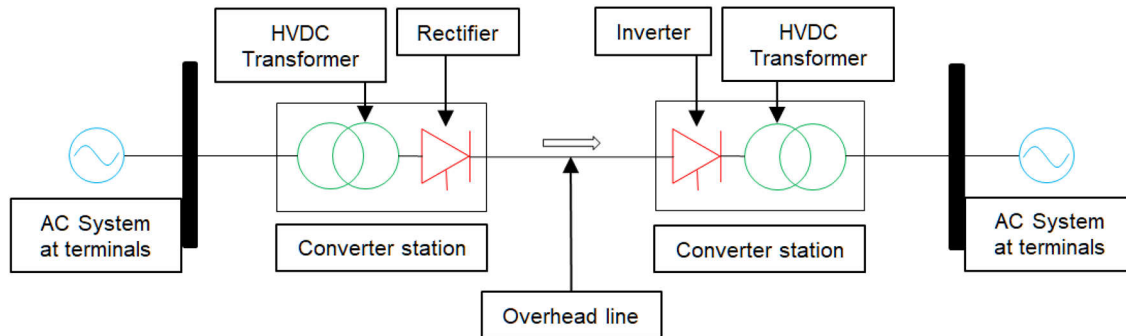 HVDC
Transformer
Rectifier
Inverter
HVDC
Transformer
AC System
at terminals
Converter station
Converter station
AC System
at terminals
Overhead line